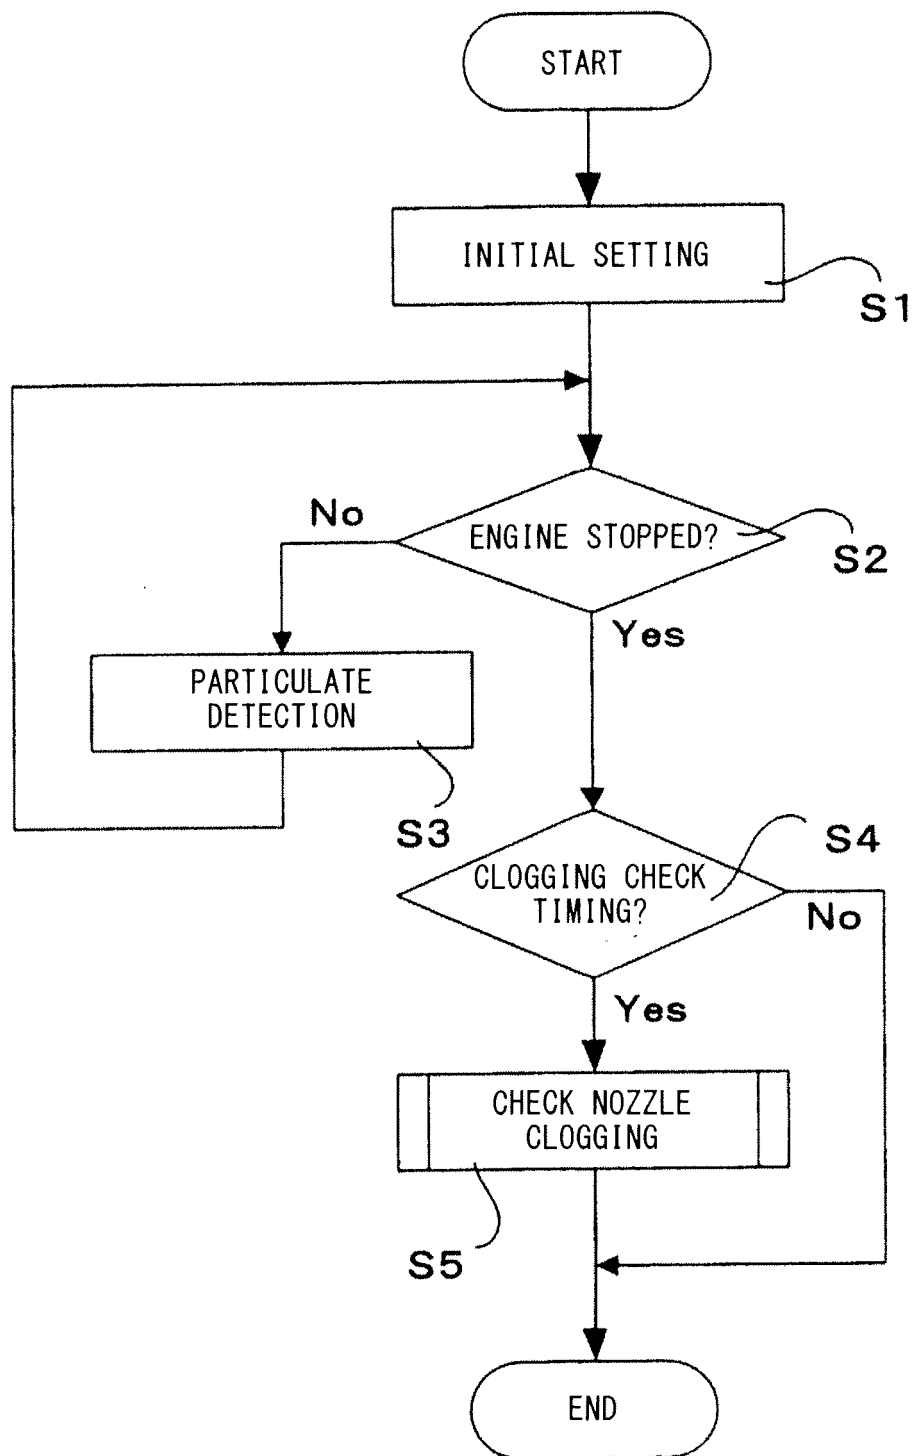 START
INITIAL SETTING
S1
No
ENGINE STOPPED?
S2
Yes
PARTICULATE
DETECTION
S3
S4
CLOGGING CHECK
TIMING?
No
Yes
CHECK NOZZLE
CLOGGING
S5
END